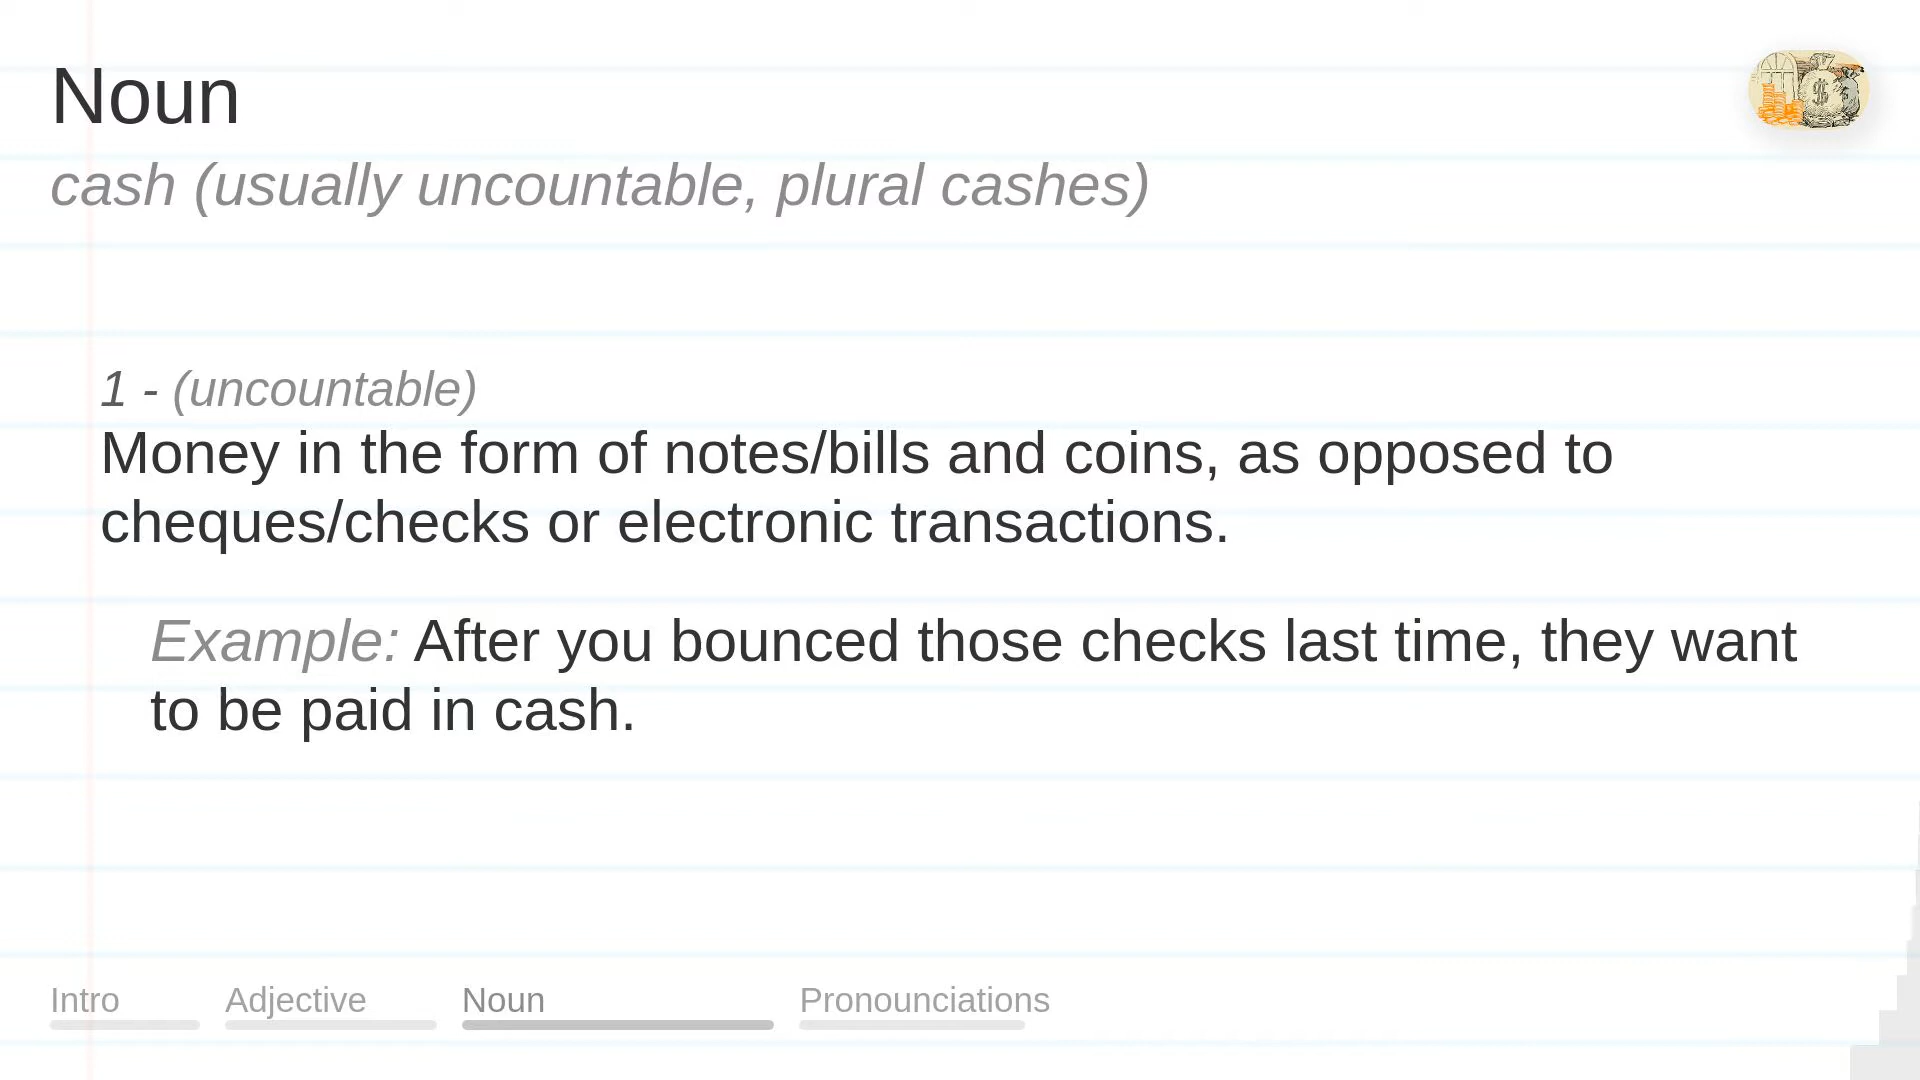 Noun
cash (usually uncountable, plural cashes)
1 - (uncountable)
Money in the form of notes/bills and coins, as opposed to
cheques/checks or electronic transactions.
Example: After you bounced those checks last time, they want
to be paid in cash.
Intro Adjective Noun Pronounciations